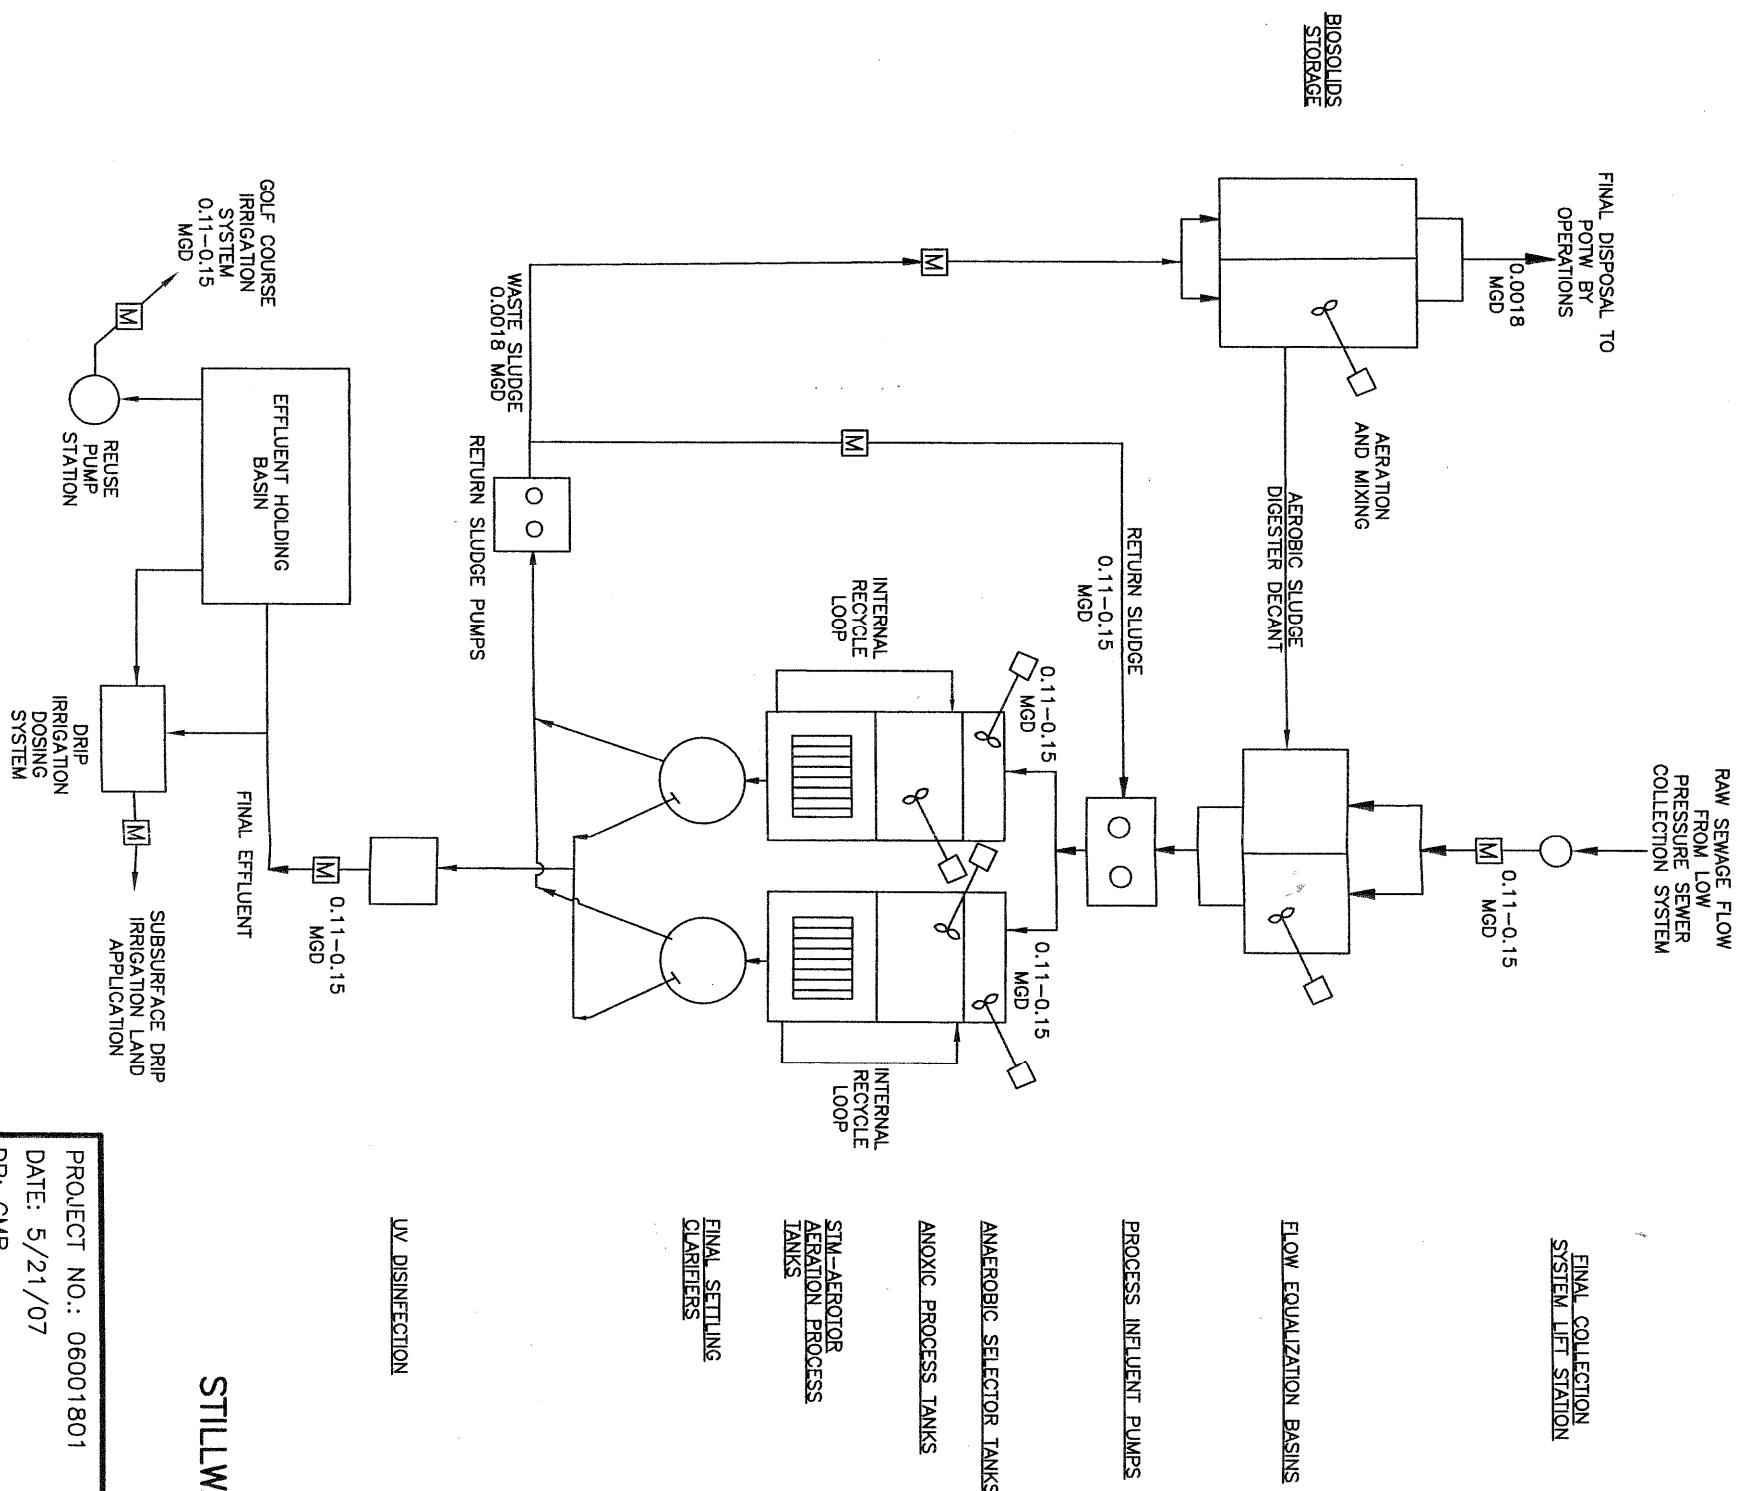 BIOSOLIDS
STORAGE
FINAL DISPOSAL TO
POTW BY
OPERATIONS
0.0018
MGD
AERATION
AND MIXING
AEROBIC SLUDGE
DIGESTER DECANT
RAW SEWAGE FLOW
FROM LOW
PRESSURE SEWER
COLLECTION SYSTEM
M
0.11-0.15
MGD
FINAL COLLECTION
SYSTEM LIFT STATION
FLOW EQUALIZATION BASINS
PROCESS INFLUENT PUMPS
RETURN SLUDGE
0.11-0.15
MGD
M
M
WASTE SLUDGE
0.0018 MGD
0.11-0.15
MGD
0.11-0.15
MGD
ANAEROBIC SELECTOR TANKS
ANOXIC PROCESS TANKS
INTERNAL
RECYCLE
LOOP
INTERNAL
RECYCLE
LOOP
STM-AEROTOR
AERATION PROCESS
TANKS
FINAL SETTLING
CLARIFIERS
RETURN SLUDGE PUMPS
UV DISINFECTION
M
0.11-0.15
MGD
FINAL EFFLUENT
EFFLUENT HOLDING
BASIN
GOLF COURSE
IRRIGATION
SYSTEM
0.11-0.15
MGD
M
REUSE
PUMP
STATION
DRIP
IRRIGATION
DOSING
SYSTEM
M
SUBSURFACE DRIP
IRRIGATION LAND
APPLICATION
STILLW
PROJECT NO.: 06001801
DATE: 5/21/07